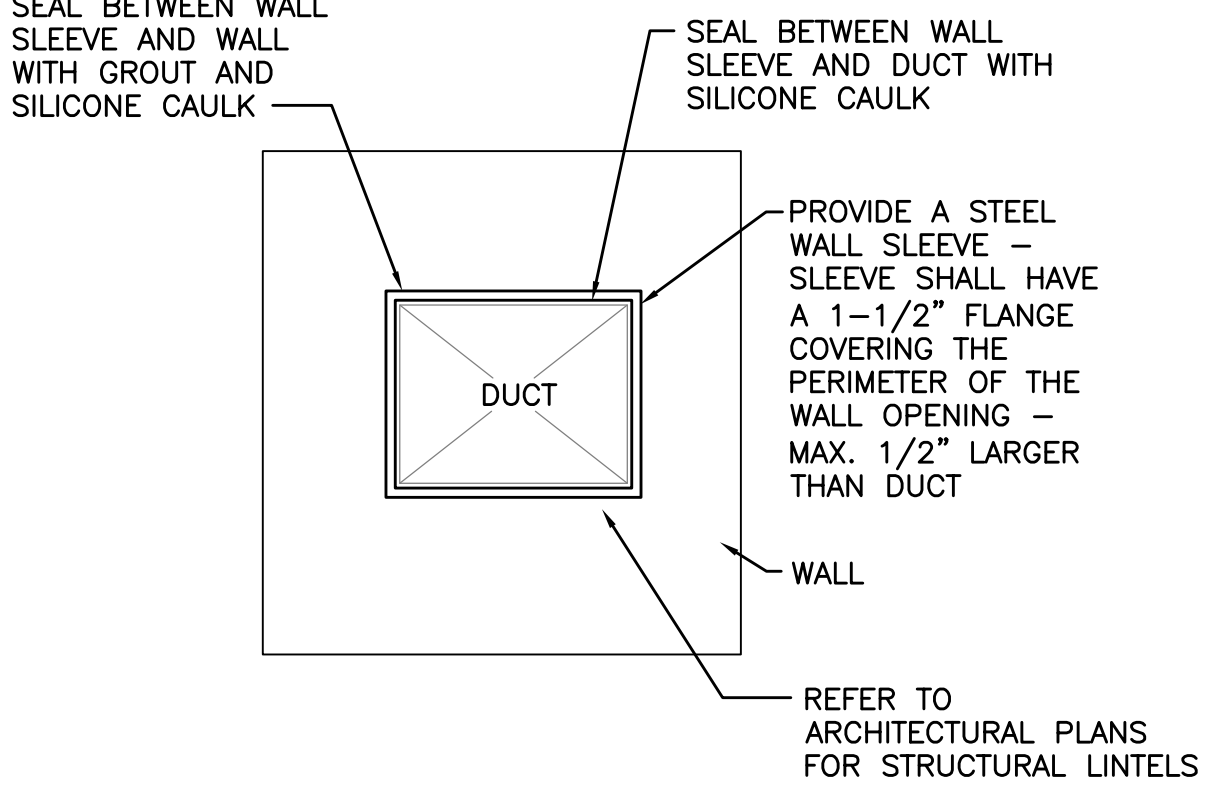 SEAL BETWEEN WALL
SLEEVE AND WALL
WITH GROUT AND
SILICONE CAULK
SEAL BETWEEN WALL
SLEEVE AND DUCT WITH
SILICONE CAULK
PROVIDE A STEEL
WALL SLEEVE –
SLEEVE SHALL HAVE
A 1–1/2” FLANGE
COVERING THE
PERIMETER OF THE
WALL OPENING –
MAX. 1/2” LARGER
THAN DUCT
DUCT
WALL
REFER TO
ARCHITECTURAL PLANS
FOR STRUCTURAL LINTELS